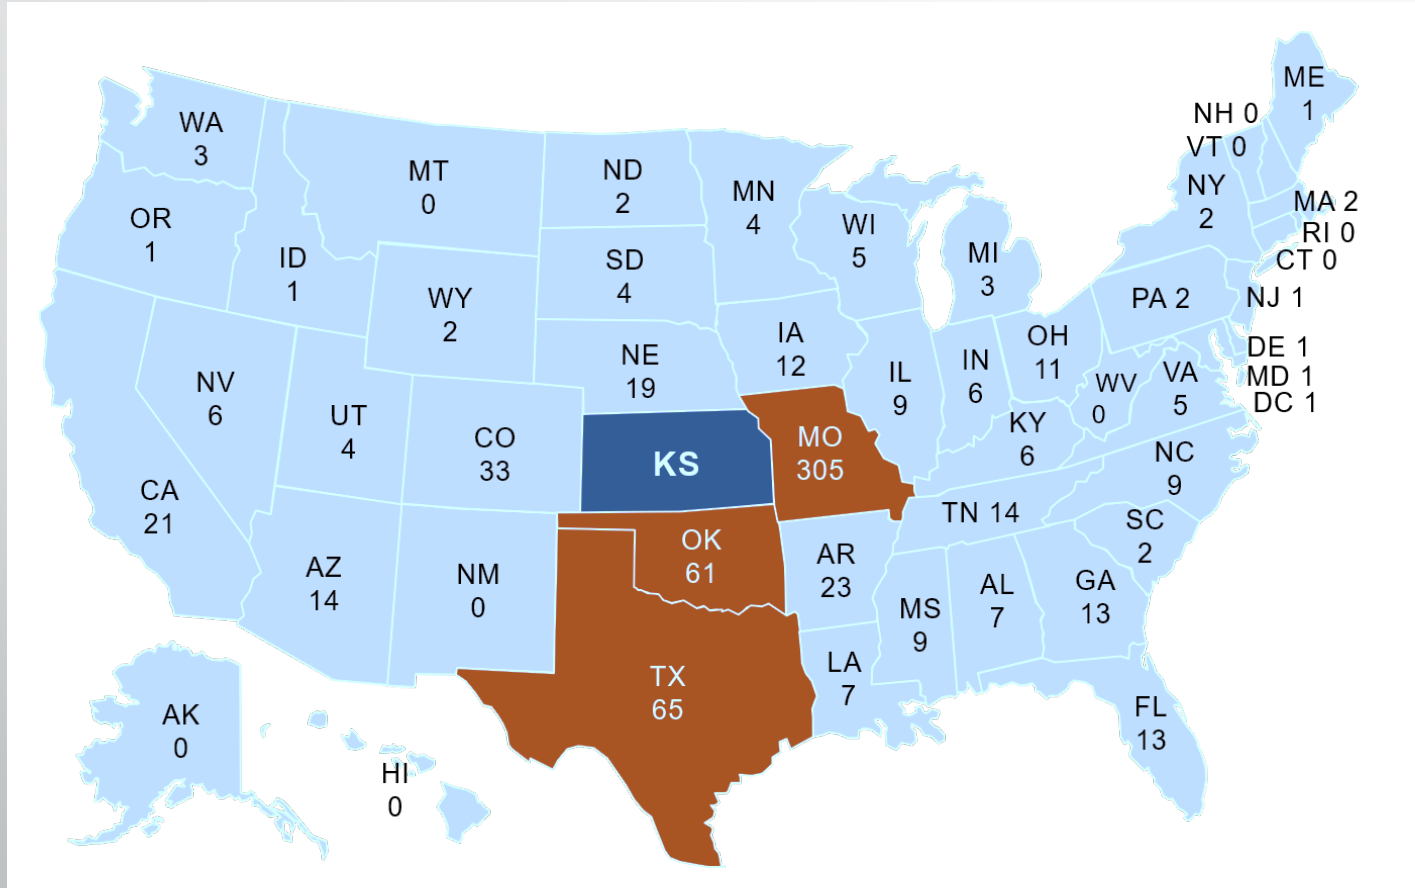 WA
3
OR
1
CA
21
NV
6
ID
1
MT
0
WY
2
UT
4
AZ
14
CO
33
NM
0
ND
2
SD
4
NE
19
KS
OK
61
TX
65
MN
4
IA
12
MO
305
AR
23
LA
7
WI
5
IL
9
MI
3
IN
6
OH
11
KY
6
TN 14
MS
9
AL
7
GA
13
FL
13
SC
2
NC
9
VA
5
WV
0
PA 2
NY
2
ME
1
NH 0
VT 0
MA 2
RI 0
CT 0
NJ 1
DE 1
MD 1
DC 1
AK
0
HI
0